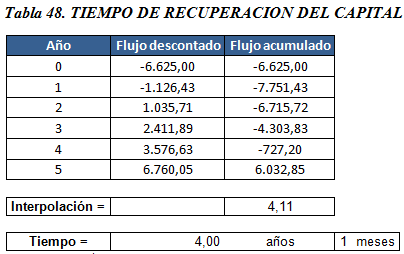 Tabla 48. TIEMPO DE RECUPERACION DEL CAPITAL
Año Flujo descontado Flujo acumulado
0 -6.625,00 -6.625,00
1 -1.126,43 -7.751,43
2 1.035,71 -6.715,72
3 2.411,89 -4.303,83
4 3.576,63 -727,20
5 6.760,05 6.032,85
Interpolación = 4,11
Tiempo = 4,00 años 1 meses